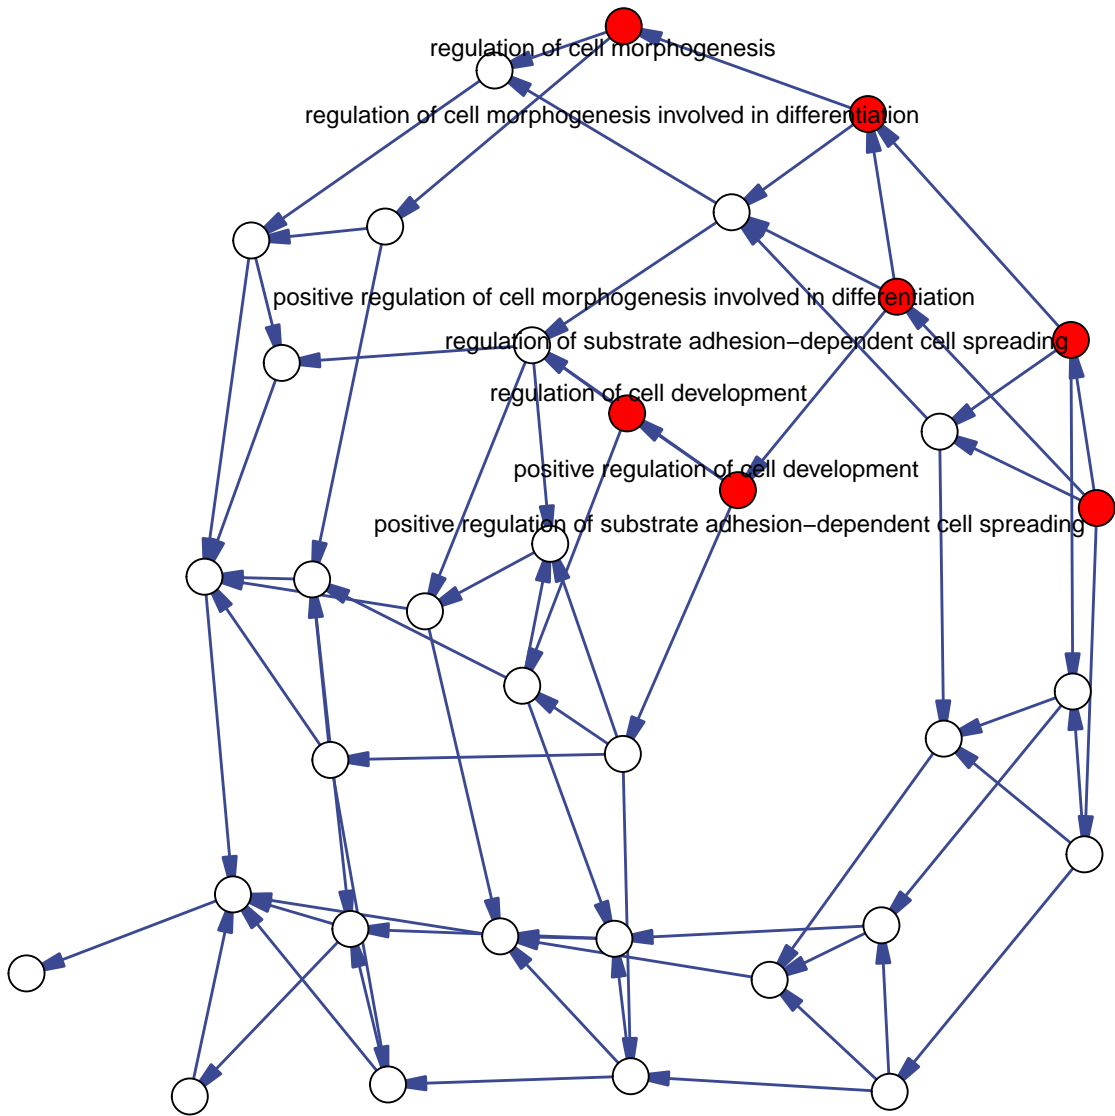 regulation of cell morphogenesis
regulation of cell morphogenesis involved in differentiation
positive regulation of cell morphogenesis involved in differentiation
regulation of substrate adhesion−dependent cell spreading
regulation of cell development
positive regulation of cell development
positive regulation of substrate adhesion−dependent cell spreading